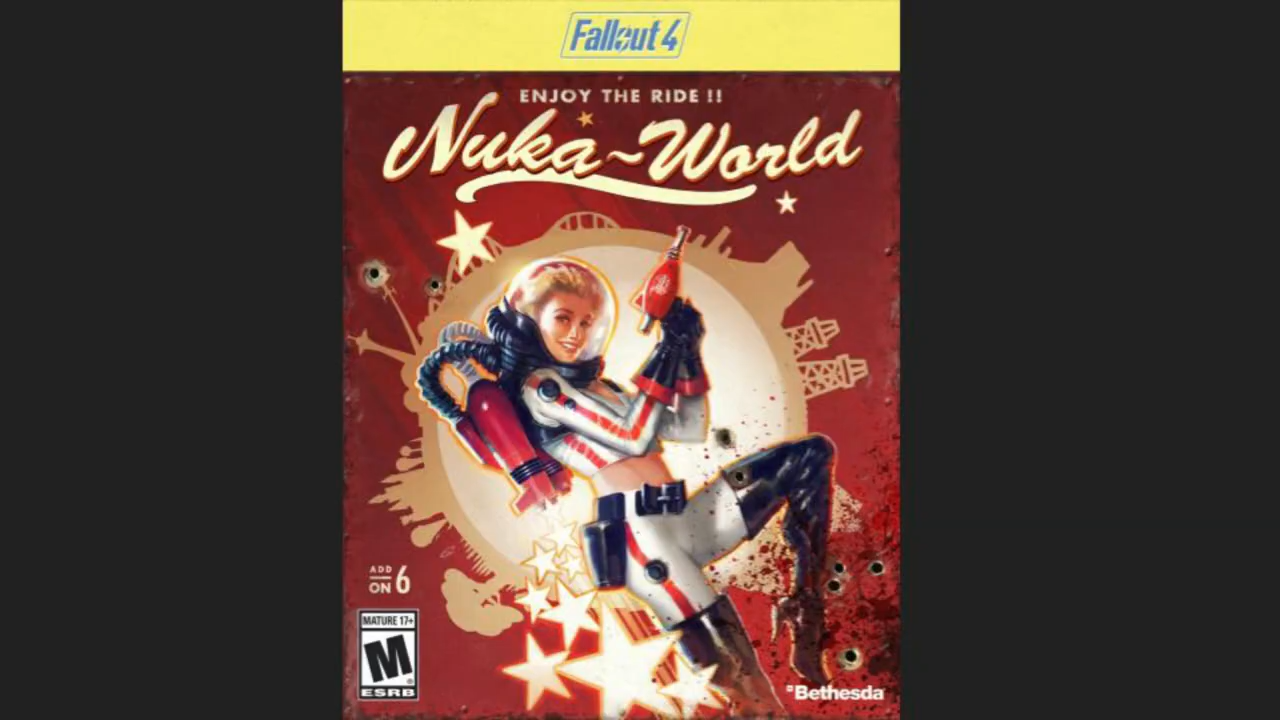 Fallout 4
ENJOY THE RIDE !!
Nuka~World
ADD
ON 6
MATURE 17+
M
®
ESRB
Bethesda